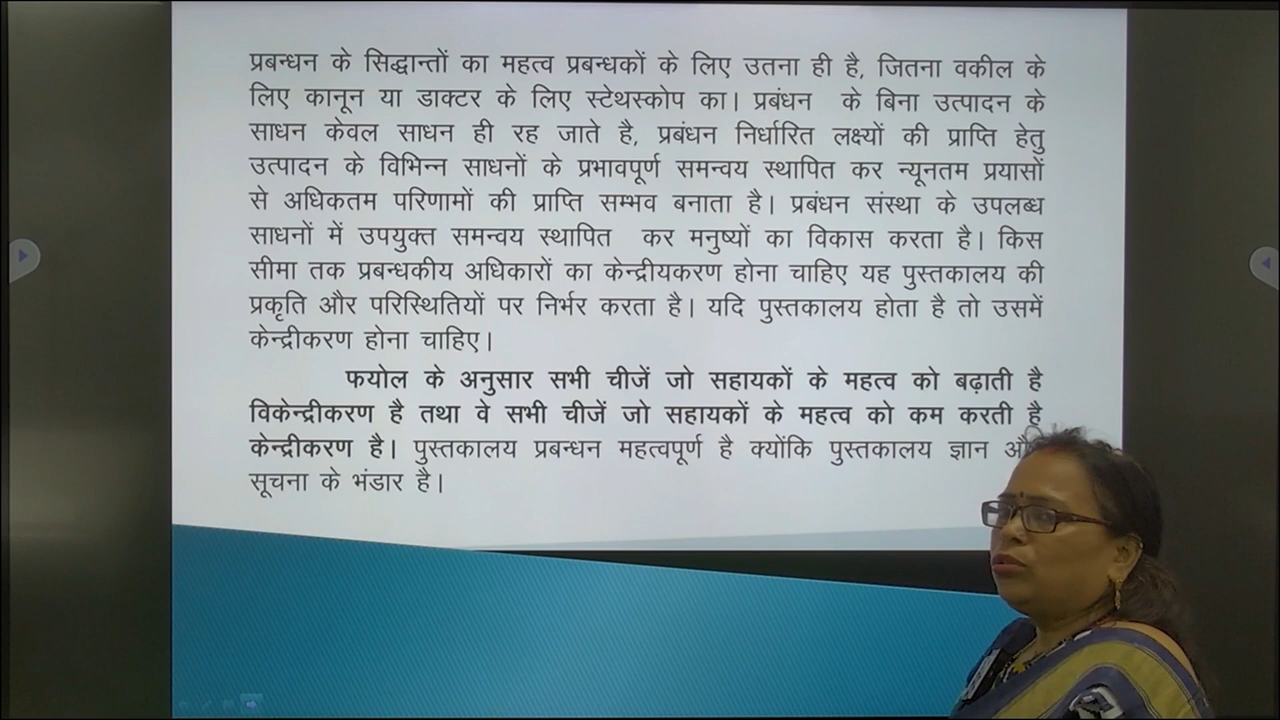 प्रबन्धन के सिद्धान्तों का महत्व प्रबन्धकों के लिए उतना ही है, जितना वकील के
लिए कानून या डाक्टर के लिए स्टेथस्कोप का। प्रबंधन के बिना उत्पादन के
साधन केवल साधन ही रह जाते है, प्रबंधन निर्धारित लक्ष्यों की प्राप्ति हेतु
उत्पादन के विभिन्न साधनों के प्रभावपूर्ण समन्वय स्थापित कर न्यूनतम प्रयासों
से अधिकतम परिणामों की प्राप्ति सम्भव बनाता है। प्रबंधन संस्था के उपलब्ध
साधनों में उपयुक्त समन्वय स्थापित कर मनुष्यों का विकास करता है। किस
सीमा तक प्रबन्धकीय अधिकारों का केन्द्रीयकरण होना चाहिए यह पुस्तकालय की
प्रकृति और परिस्थितियों पर निर्भर करता है। यदि पुस्तकालय होता है तो उसमें
केन्द्रीकरण होना चाहिए।
फयोल के अनुसार सभी चीजें जो सहायकों के महत्व को बढ़ाती है
विकेन्द्रीकरण है तथा वे सभी चीजें जो सहायकों के महत्व को कम करती है
केन्द्रीकरण है। पुस्तकालय प्रबन्धन महत्वपूर्ण है क्योंकि पुस्तकालय ज्ञान
सूचना के भंडार है।